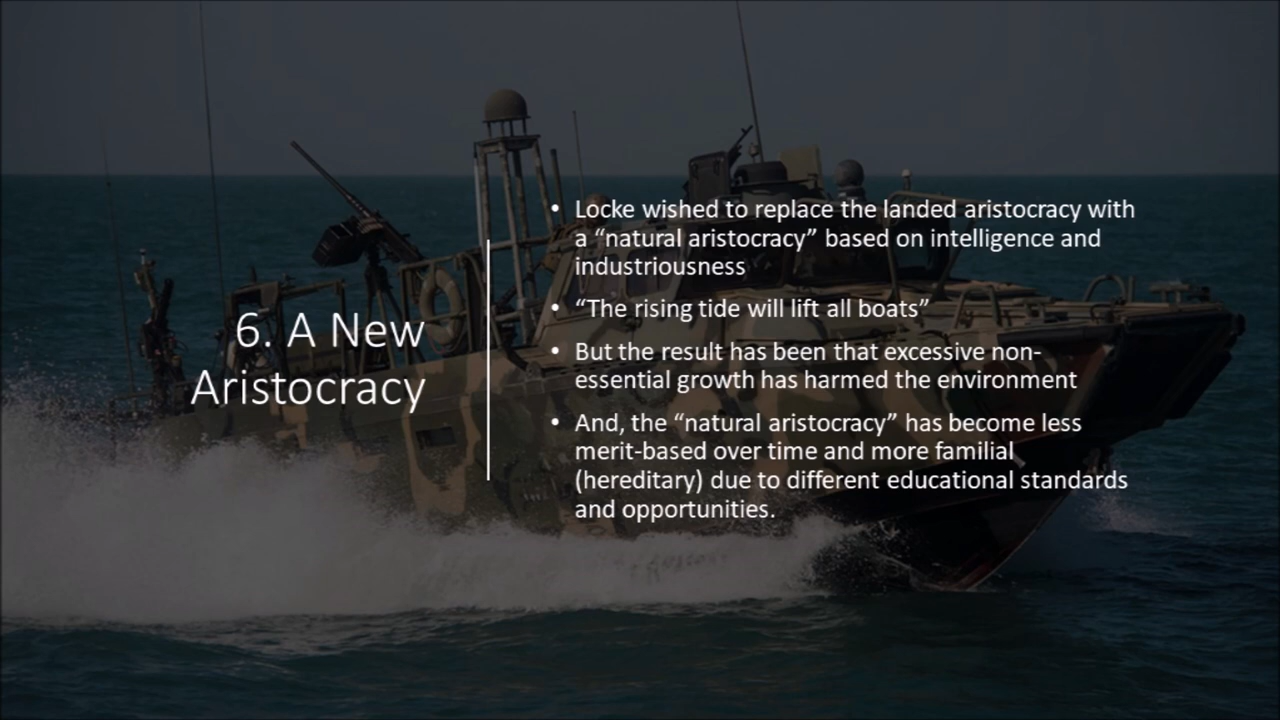 6. A New
Aristocracy
• Locke wished to replace the landed aristocracy with
a “natural aristocracy” based on intelligence and
industriousness
• “The rising tide will lift all boats”
• But the result has been that excessive non-
essential growth has harmed the environment
• And, the “natural aristocracy” has become less
merit-based over time and more familial
(hereditary) due to different educational standards
and opportunities.